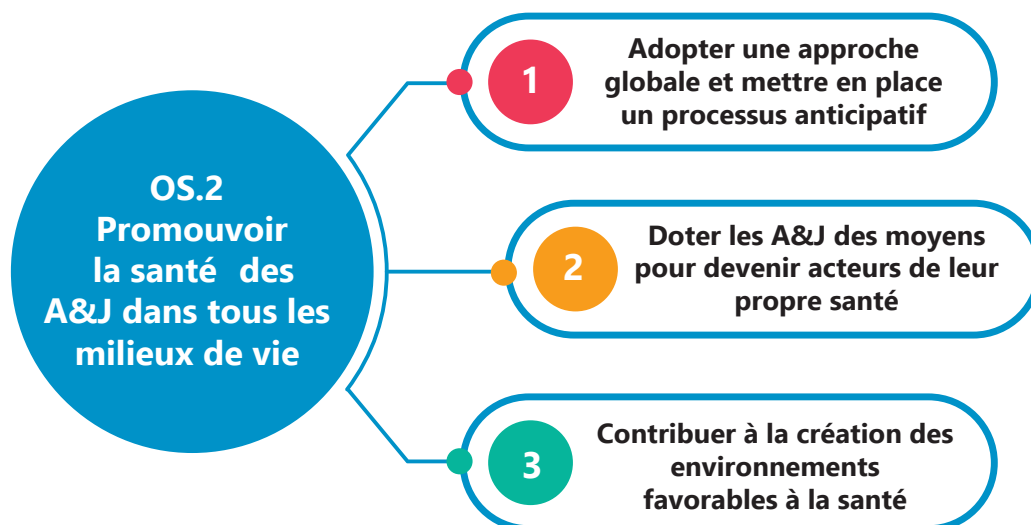 OS.2
Promouvoir
la santé des
A&J dans tous les
milieux de vie
1
Adopter une approche
globale et mettre en place
un processus anticipatif
2
Doter les A&J des moyens
pour devenir acteurs de leur
propre santé
3
Contribuer à la création des
environnements
favorables à la santé